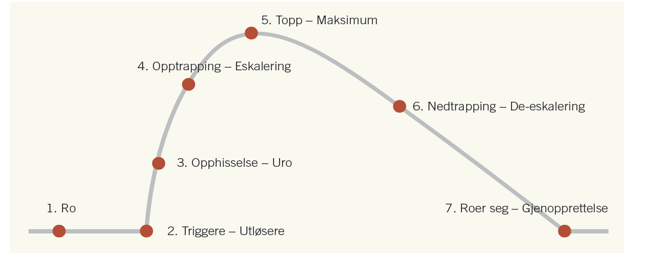 5. Topp – Maksimum
4. Opptrapping – Eskalering
6. Nedtrapping – De-eskalering
3. Opphisselse – Uro
1. Ro
7. Roer seg – Gjenopprettelse
2. Triggere – Utløsere